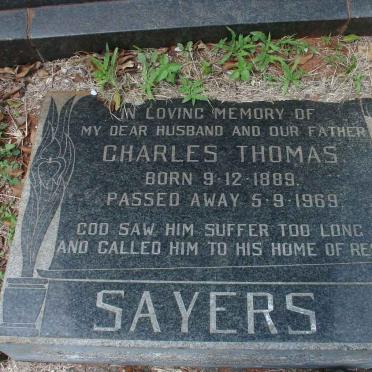 IN LOVING MEMORY OF
MY DEAR HUSBAND AND OUR FATHER
CHARLES THOMAS
BORN 9-12-1889.
PASSED AWAY 5-9-1969.
GOD SAW HIM SUFFER TOO LONG
AND CALLED HIM TO HIS HOME OF
SAYERS